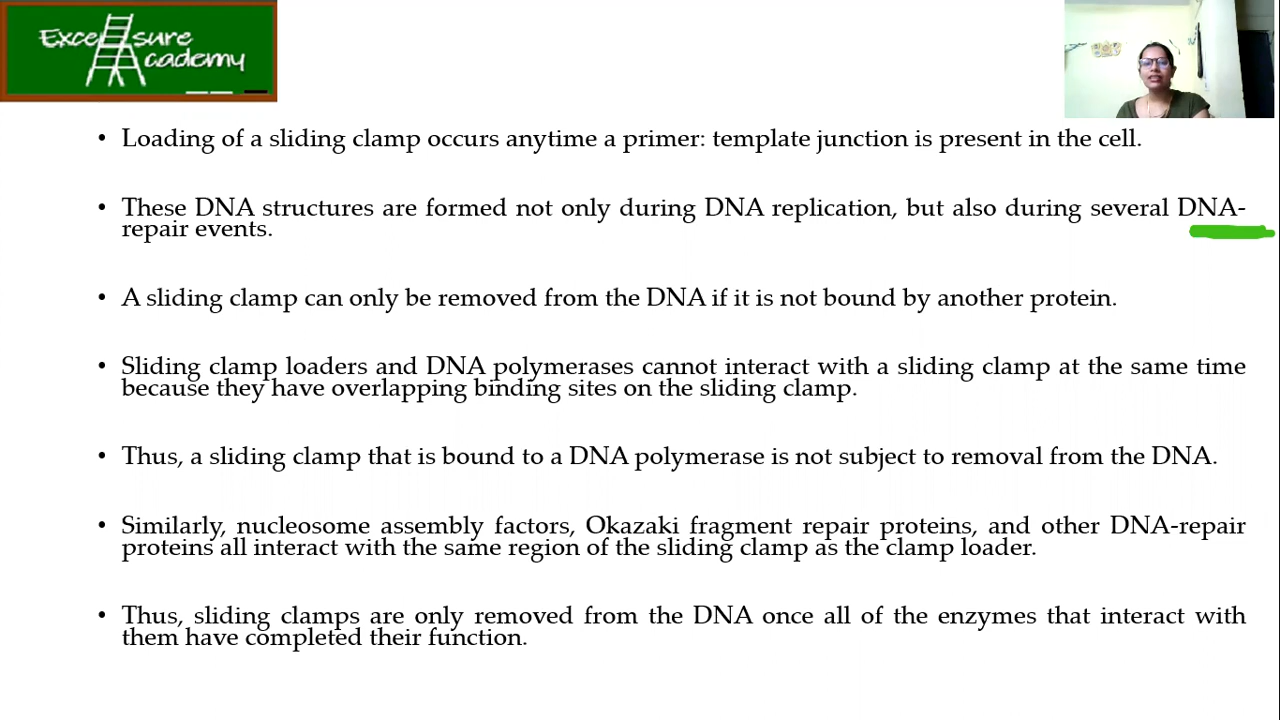 Excel sure
Academy
• Loading of a sliding clamp occurs anytime a primer: template junction is present in the cell.
• These DNA structures are formed not only during DNA replication, but also during several DNA-
repair events.
• A sliding clamp can only be removed from the DNA if it is not bound by another protein.
• Sliding clamp loaders and DNA polymerases cannot interact with a sliding clamp at the same time
because they have overlapping binding sites on the sliding clamp.
• Thus, a sliding clamp that is bound to a DNA polymerase is not subject to removal from the DNA.
• Similarly, nucleosome assembly factors, Okazaki fragment repair proteins, and other DNA-repair
proteins all interact with the same region of the sliding clamp as the clamp loader.
• Thus, sliding clamps are only removed from the DNA once all of the enzymes that interact with
them have completed their function.